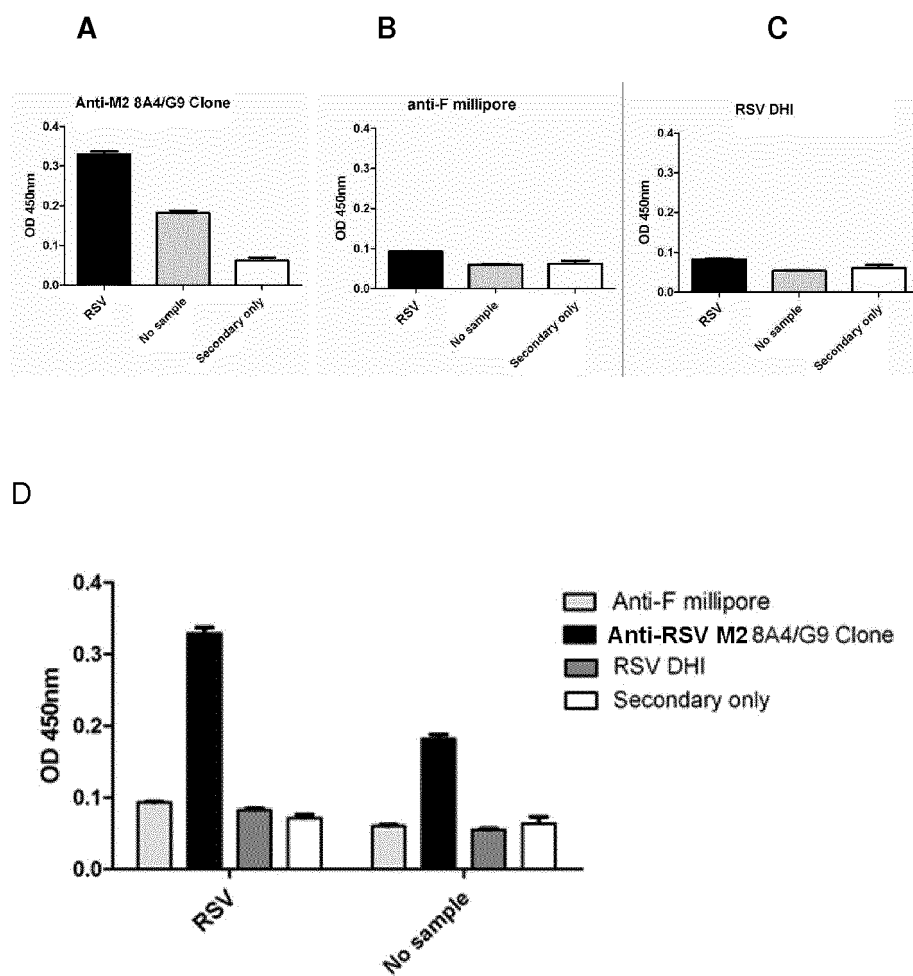 A
B
C
Anti-M2 8A4/G9 Clone
OD 450nm
0.4
0.3
0.2
0.1
0.0
RSV
No sample
Secondary only
anti-F millipore
OD 450nm
0.4
0.3
0.2
0.1
0.0
RSV
No sample
Secondary only
RSV DHI
OD 450nm
0.4
0.3
0.2
0.1
0.0
RSV
No sample
Secondary only
D
OD 450nm
0.4
0.3
0.2
0.1
0.0
RSV
No sample
Anti-F millipore
Anti-RSV M2 8A4/G9 Clone
RSV DHI
Secondary only